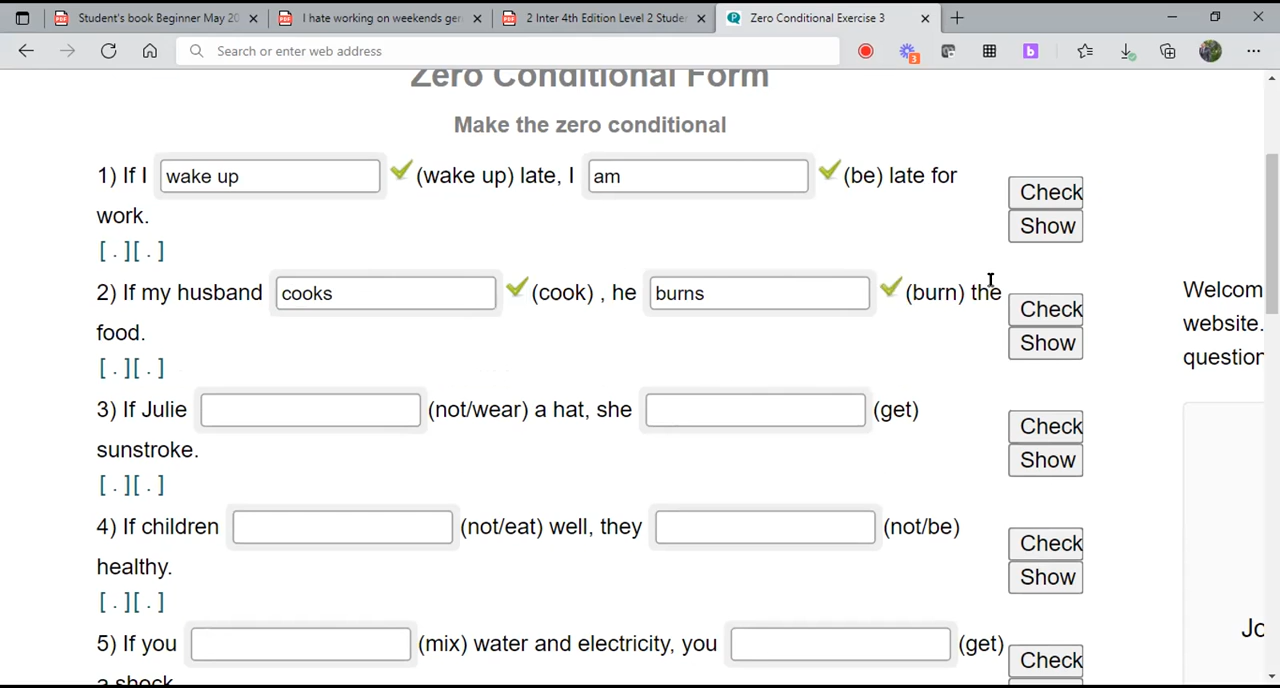 Student's book Beginner May 20
I hate working on weekends ger
2 Inter 4th Edition Level 2 Stude
Zero Conditional Exercise 3
Search or enter web address
3
b
Zero Conditional Form
Make the zero conditional
1) If I wake up (wake up) late, I am (be) late for
work.
[ . ][ . ]
Check
Show
2) If my husband cooks (cook) , he burns (burn) the
food.
[ . ][ . ]
Check
Show
3) If Julie (not/wear) a hat, she (get)
sunstroke.
[ . ][ . ]
Check
Show
4) If children (not/eat) well, they (not/be)
healthy.
[ . ][ . ]
Check
Show
5) If you (mix) water and electricity, you (get)
a shock
Check
Welcom
website.
question
Jo